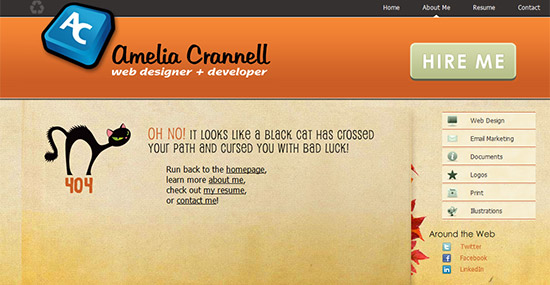 Home About Me Resume Contact
AC
Amelia Crannell
web designer + developer
HIRE ME
OH NO! IT LOOKS LIKE A BLACK CAT HAS CROSSED
YOUR PATH AND CURSED YOU WITH BAD LUCK!
404
Run back to the homepage,
learn more about me,
check out my resume,
or contact me!
Web Design
Email Marketing
Documents
Logos
Print
Illustrations
Around the Web
Twitter
Facebook
LinkedIn